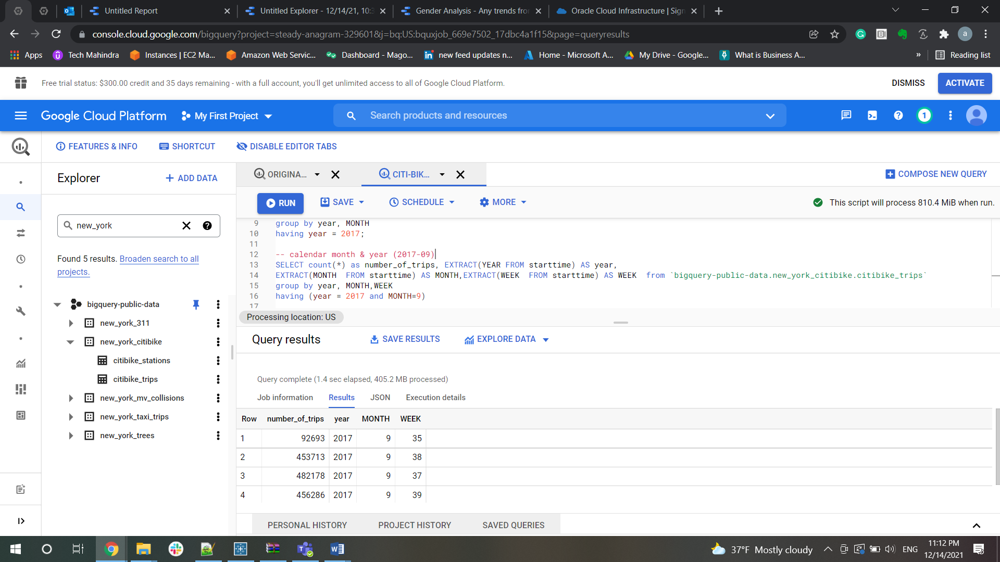 Untitled Report
Untitled Explorer - 12/14/21, 10:3
Gender Analysis - Any trends fror
Oracle Cloud Infrastructure | Sign
console.cloud.google.com/bigquery?project=steady-anagram-329601&j=bq:US:bquxjob_669e7502_17dbc4a1f15&page=queryresults
a
Apps
Tech Mahindra
Instances | EC2 Ma...
Amazon Web Servic...
Dashboard - Mago...
new feed updates n...
Home - Microsoft A...
My Drive - Google...
What is Business A...
»
Reading list
Free trial status: $300.00 credit and 35 days remaining - with a full account, you'll get unlimited access to all of Google Cloud Platform.
DISMISS
ACTIVATE
Google Cloud Platform
My First Project
Search products and resources
1
FEATURES & INFO
SHORTCUT
DISABLE EDITOR TABS
Explorer
+ ADD DATA
ORIGINA...
CITI-BIK...
COMPOSE NEW QUERY
RUN
SAVE
SCHEDULE
MORE
This script will process 810.4 MiB when run.
new_york
Found 5 results. Broaden search to all
projects.
bigquery-public-data
new_york_311
new_york_citibike
citibike_stations
citibike_trips
new_york_mv_collisions
new_york_taxi_trips
new_york_trees
9 group by year, MONTH
10 having year = 2017;
11
12 -- calendar month & year (2017-09)
13 SELECT count(*) as number_of_trips, EXTRACT(YEAR FROM starttime) AS year,
14 EXTRACT(MONTH  FROM starttime) AS MONTH,EXTRACT(WEEK  FROM starttime) AS WEEK  from `bigquery-public-data.new_york_citibike.citibike_trips`
15 group by year, MONTH,WEEK
16 having (year = 2017 and MONTH=9)
17
Processing location: US
Query results
SAVE RESULTS
EXPLORE DATA
Query complete (1.4 sec elapsed, 405.2 MB processed)
Job information
Results
JSON
Execution details
Row number_of_trips year MONTH WEEK
1 92693 2017 9 35
2 453713 2017 9 38
3 482178 2017 9 37
4 456286 2017 9 39
PERSONAL HISTORY
PROJECT HISTORY
SAVED QUERIES
37°F Mostly cloudy
ENG
11:12 PM
12/14/2021